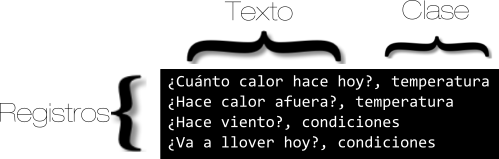 Texto
Clase
Registros
¿Cuánto calor hace hoy?, temperatura
¿Hace calor afuera?, temperatura
¿Hace viento?, condiciones
¿Va a llover hoy?, condiciones